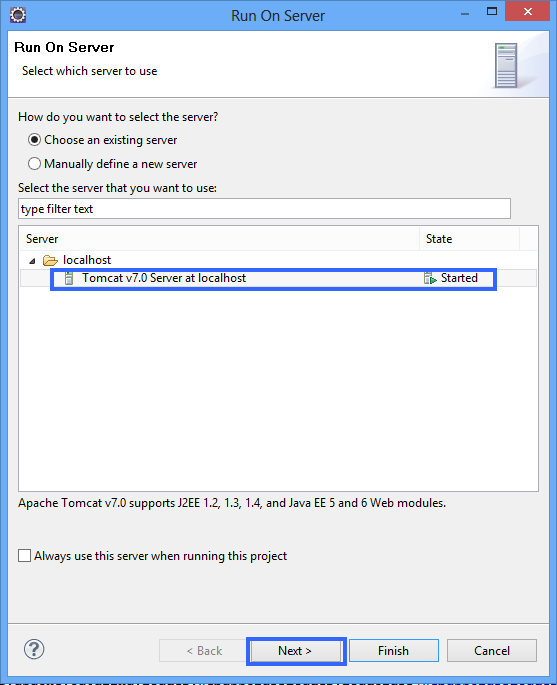 Run On Server
Run On Server
Select which server to use
How do you want to select the server?
Choose an existing server
Manually define a new server
Select the server that you want to use:
type filter text
Server State
localhost
Tomcat v7.0 Server at localhost Started
Apache Tomcat v7.0 supports J2EE 1.2, 1.3, 1.4, and Java EE 5 and 6 Web modules.
Always use this server when running this project
? < Back Next > Finish Cancel